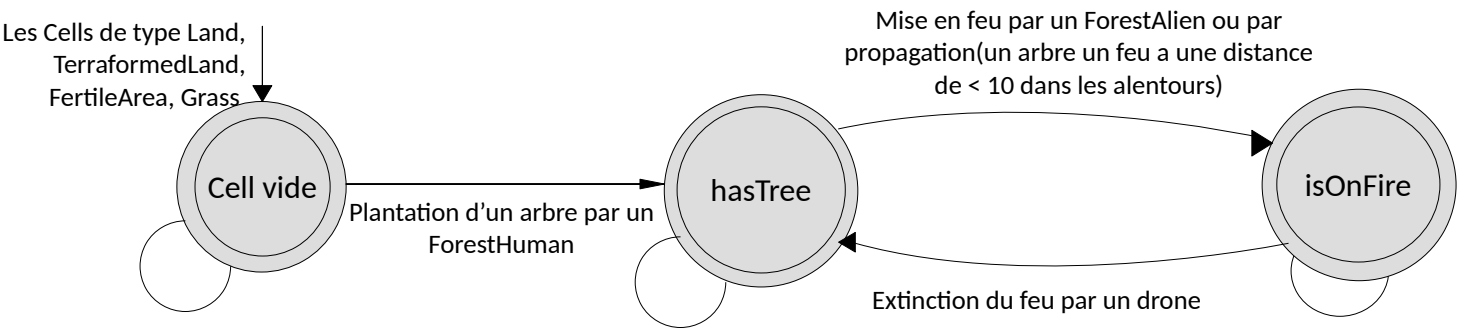 Les Cells de type Land,
TerraformedLand,
FertileArea, Grass
Cell vide
Plantation d’un arbre par un
ForestHuman
hasTree
Mise en feu par un ForestAlien ou par
propagation(un arbre un feu a une distance
de < 10 dans les alentours)
isOnFire
Extinction du feu par un drone